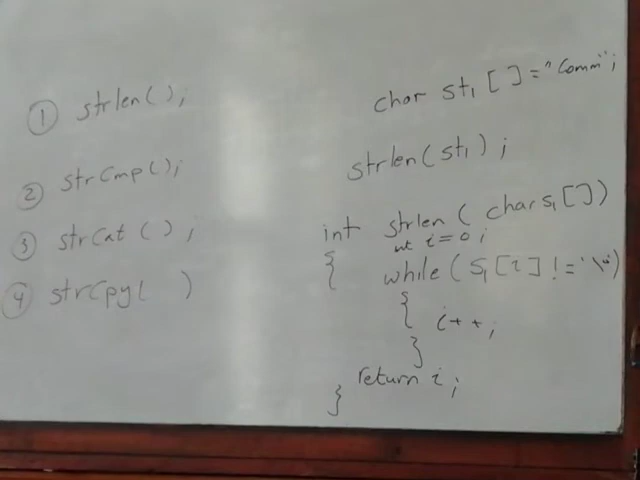 ① strlen();
② strcmp();
③ strcat();
④ strcpy( )
char st1[]="Comm";
strlen(st1);
int strlen(char s1[])
int i=0;
{ while(s1[i]!='\0')
{
i++;
}
return i;
}